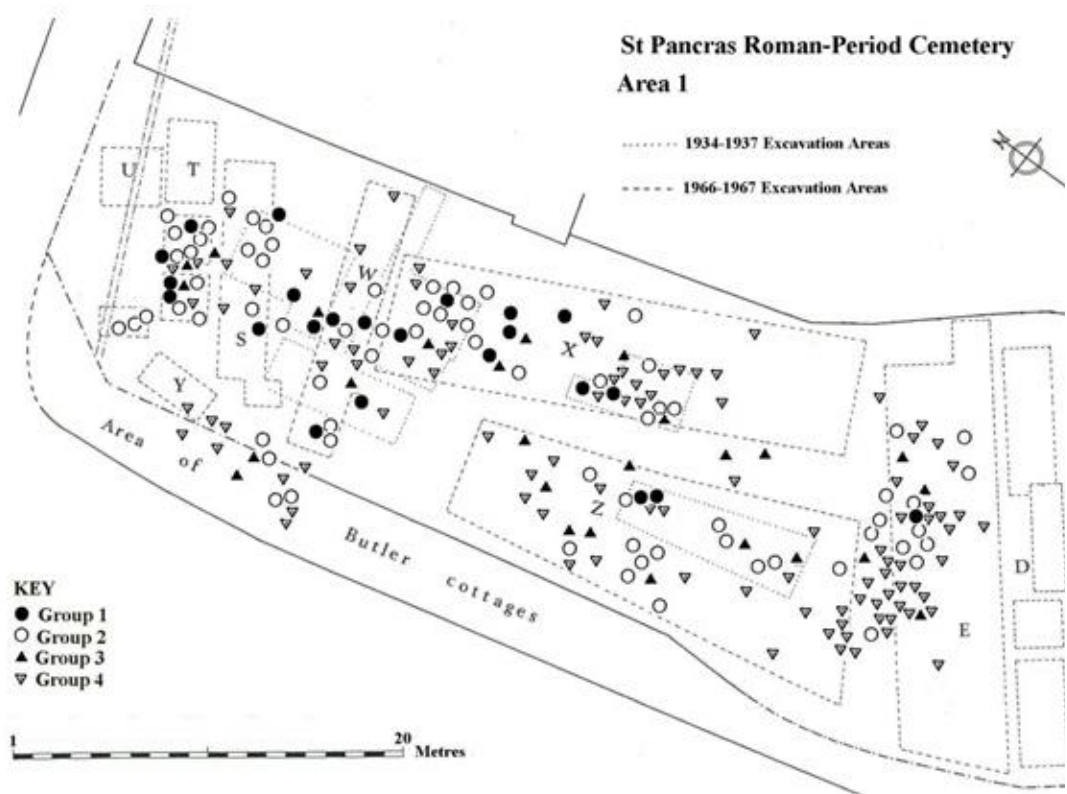 St Pancras Roman-Period Cemetery
Area 1
1934-1937 Excavation Areas
1966-1967 Excavation Areas
N
U
T
W
S
X
Y
Z
D
E
Area of Butler cottages
KEY
Group 1
Group 2
Group 3
Group 4
1
20
Metres